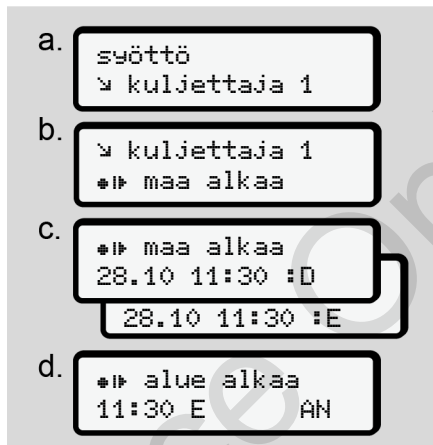 a.
syöttö
↘ kuljettaja 1
b.
↘ kuljettaja 1
maa alkaa
c.
maa alkaa
28.10 11:30 :D
28.10 11:30 :E
d.
alue alkaa
11:30 E AN